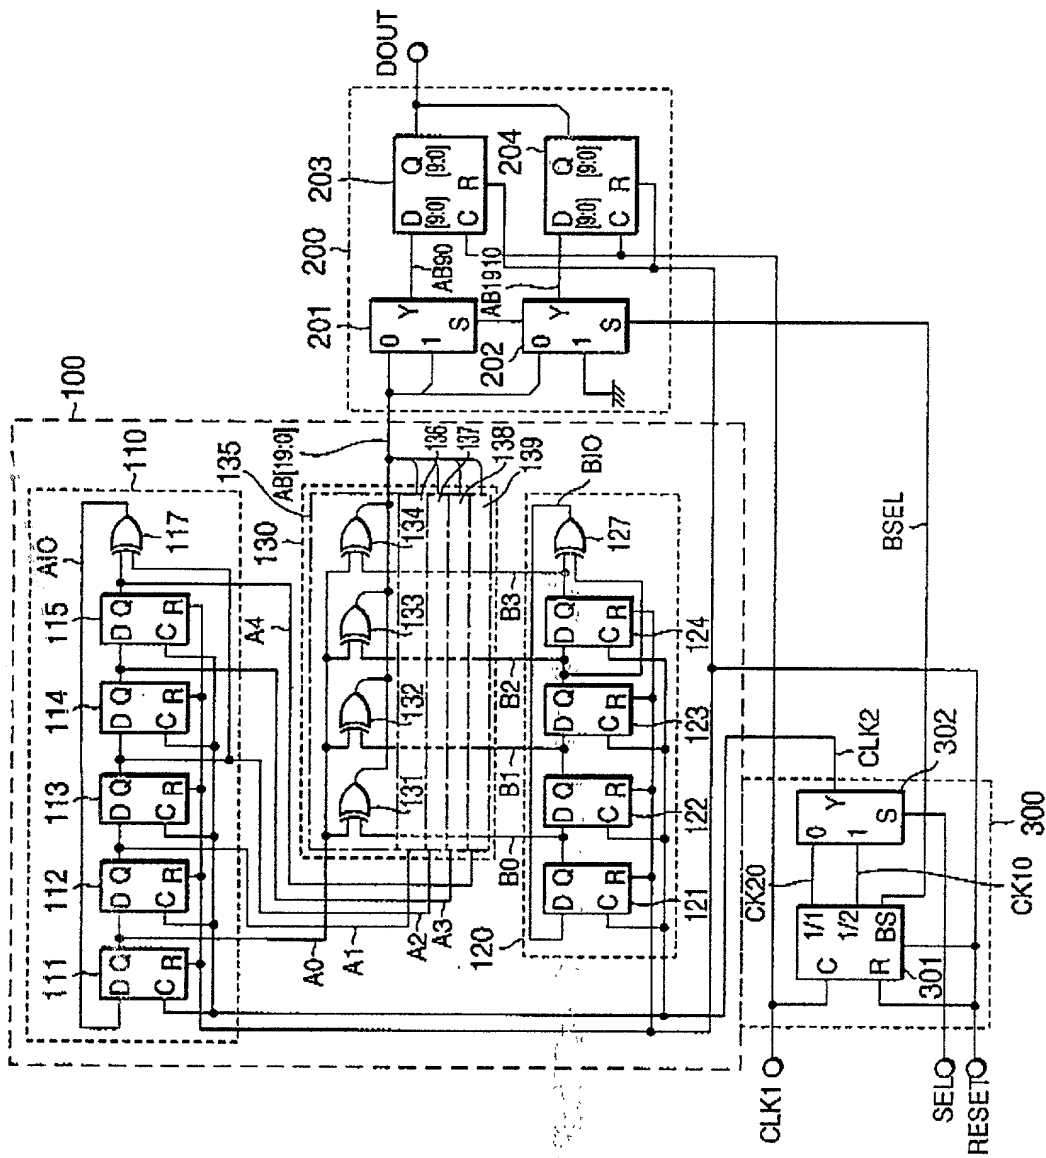 100
110
AIO
111
D Q
C R
112
D Q
C R
113
D Q
C R
114
D Q
C R
115
D Q
C R
117
A0
A1
A2
A3
A4
130
135
AB[19:0]
131
132
133
134
136
137
138
139
B0
B1
B2
B3
120
BIO
121
D Q
C R
122
D Q
C R
123
D Q
C R
124
D Q
C R
127
200
201
0
1
Y
S
202
0
1
Y
S
AB90
AB1910
203
D Q
[9:0] [9:0]
C R
204
D Q
[9:0] [9:0]
C R
DOUT
300
301
C 1/1
1/2
R BS
CK20
CK10
302
0
1
Y
S
CLK2
BSEL
CLK1
SEL
RESET